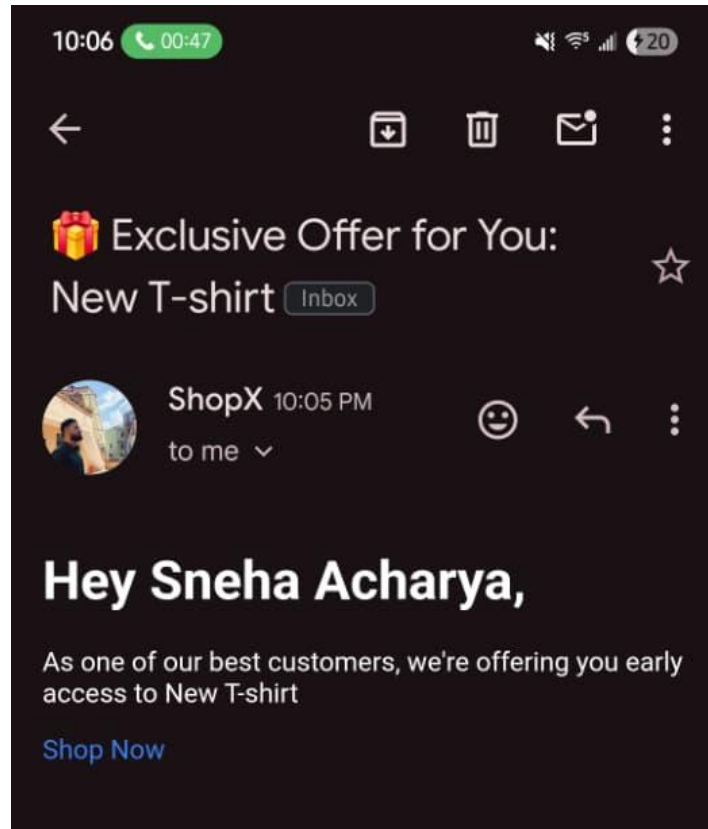 10:06 00:47 20
🎁 Exclusive Offer for You:
New T-shirt Inbox
ShopX 10:05 PM
to me
Hey Sneha Acharya,
As one of our best customers, we're offering you early
access to New T-shirt
Shop Now